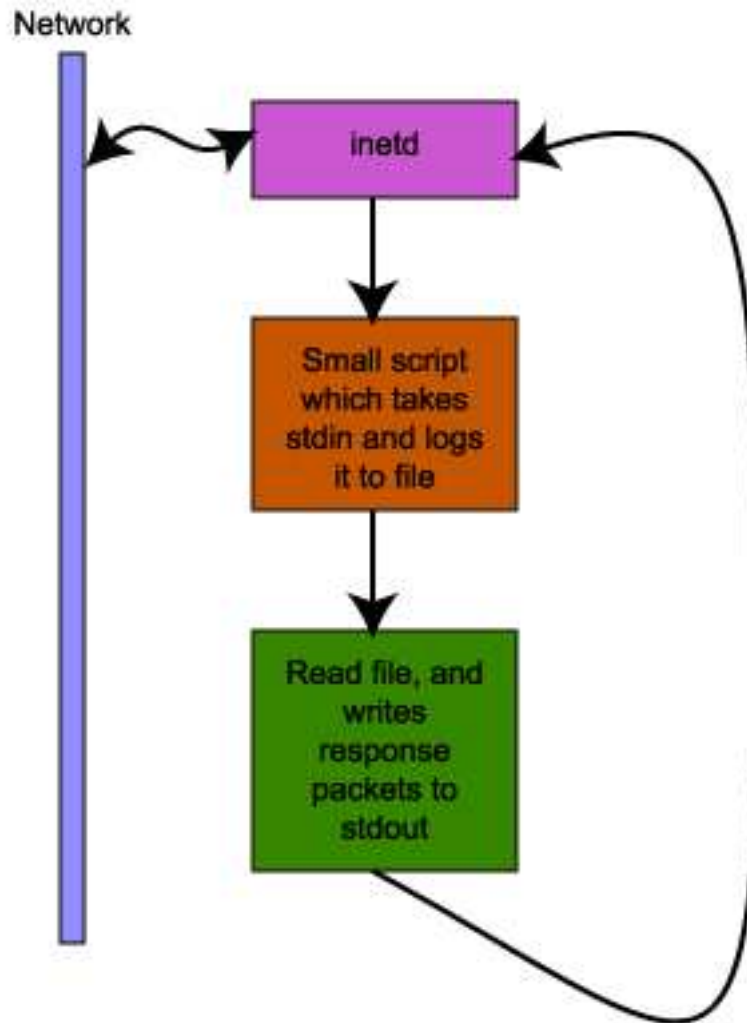 Network
inetd
Small script
which takes
stdin and logs
it to file
Read file, and
writes
response
packets to
stdout